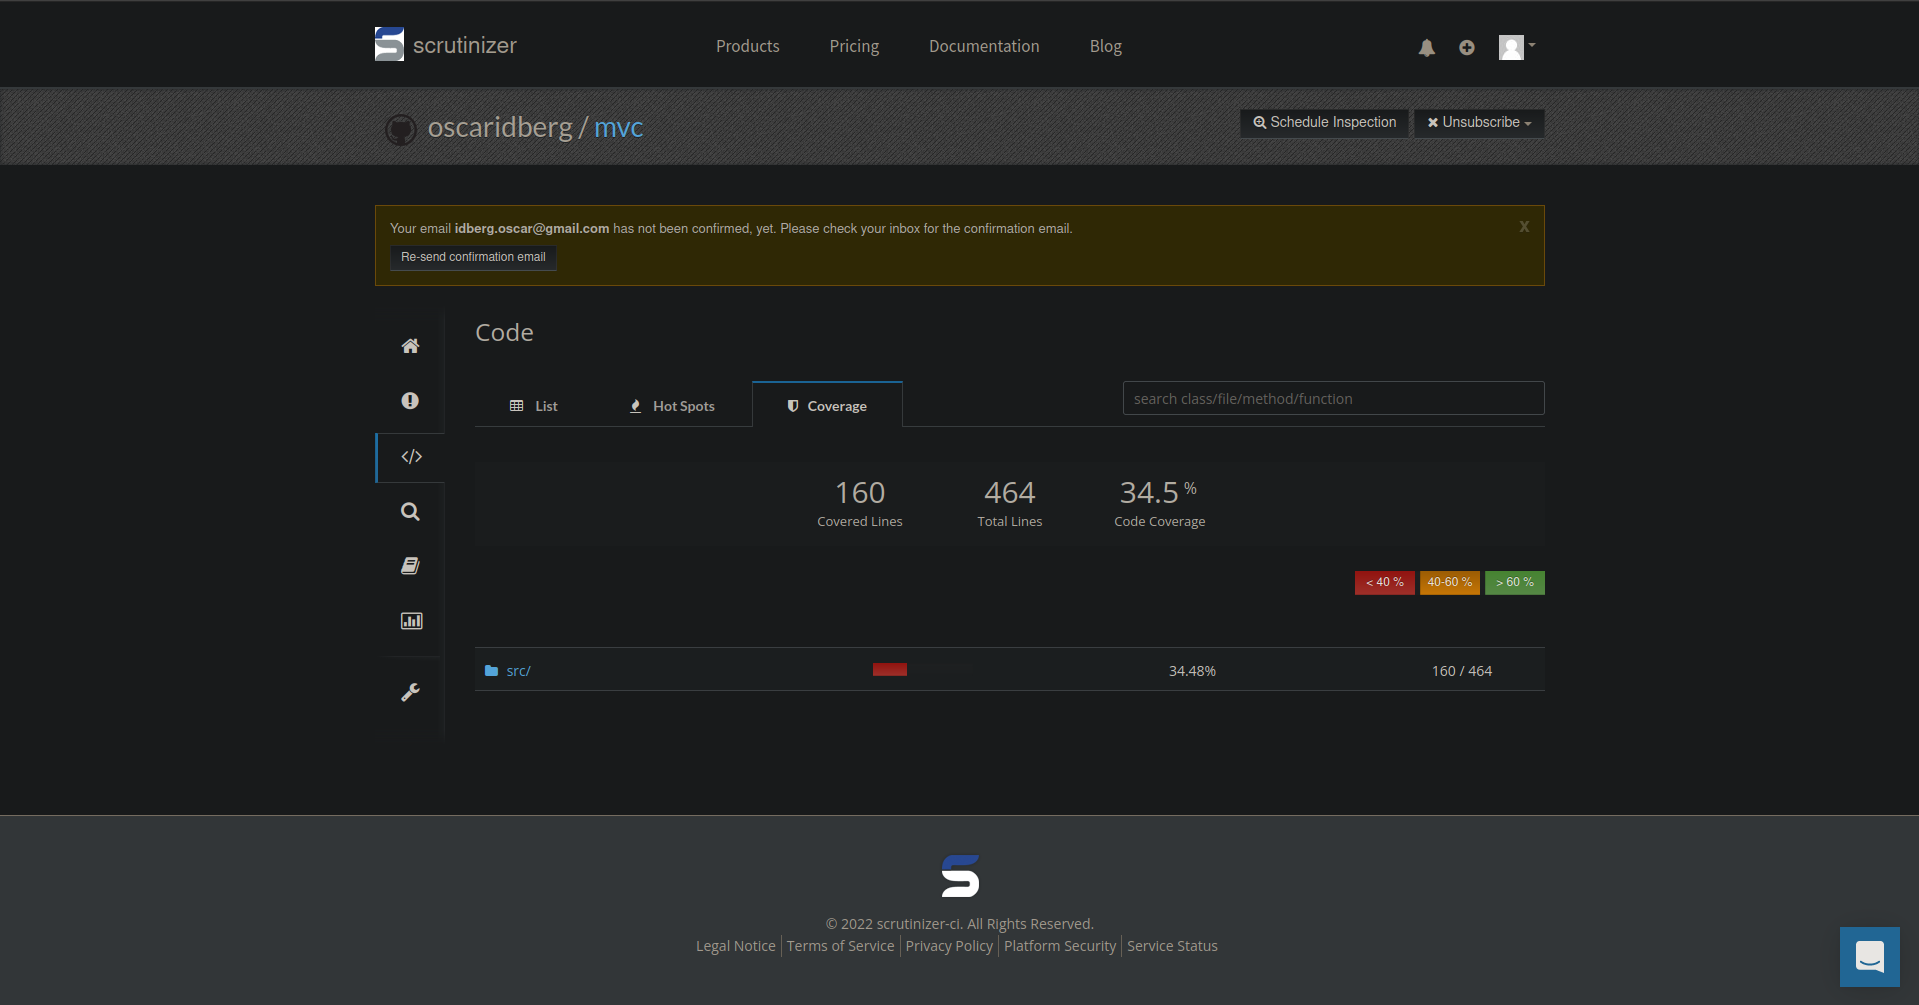 scrutinizer
Products Pricing Documentation Blog
oscaridberg / mvc
Schedule Inspection
Unsubscribe
Your email idberg.oscar@gmail.com has not been confirmed, yet. Please check your inbox for the confirmation email.
x
Re-send confirmation email
Code
List
Hot Spots
Coverage
search class/file/method/function
160 464 34.5 %
Covered Lines Total Lines Code Coverage
< 40 % 40-60 % > 60 %
src/ 34.48% 160 / 464
© 2022 scrutinizer-ci. All Rights Reserved.
Legal Notice Terms of Service Privacy Policy Platform Security Service Status